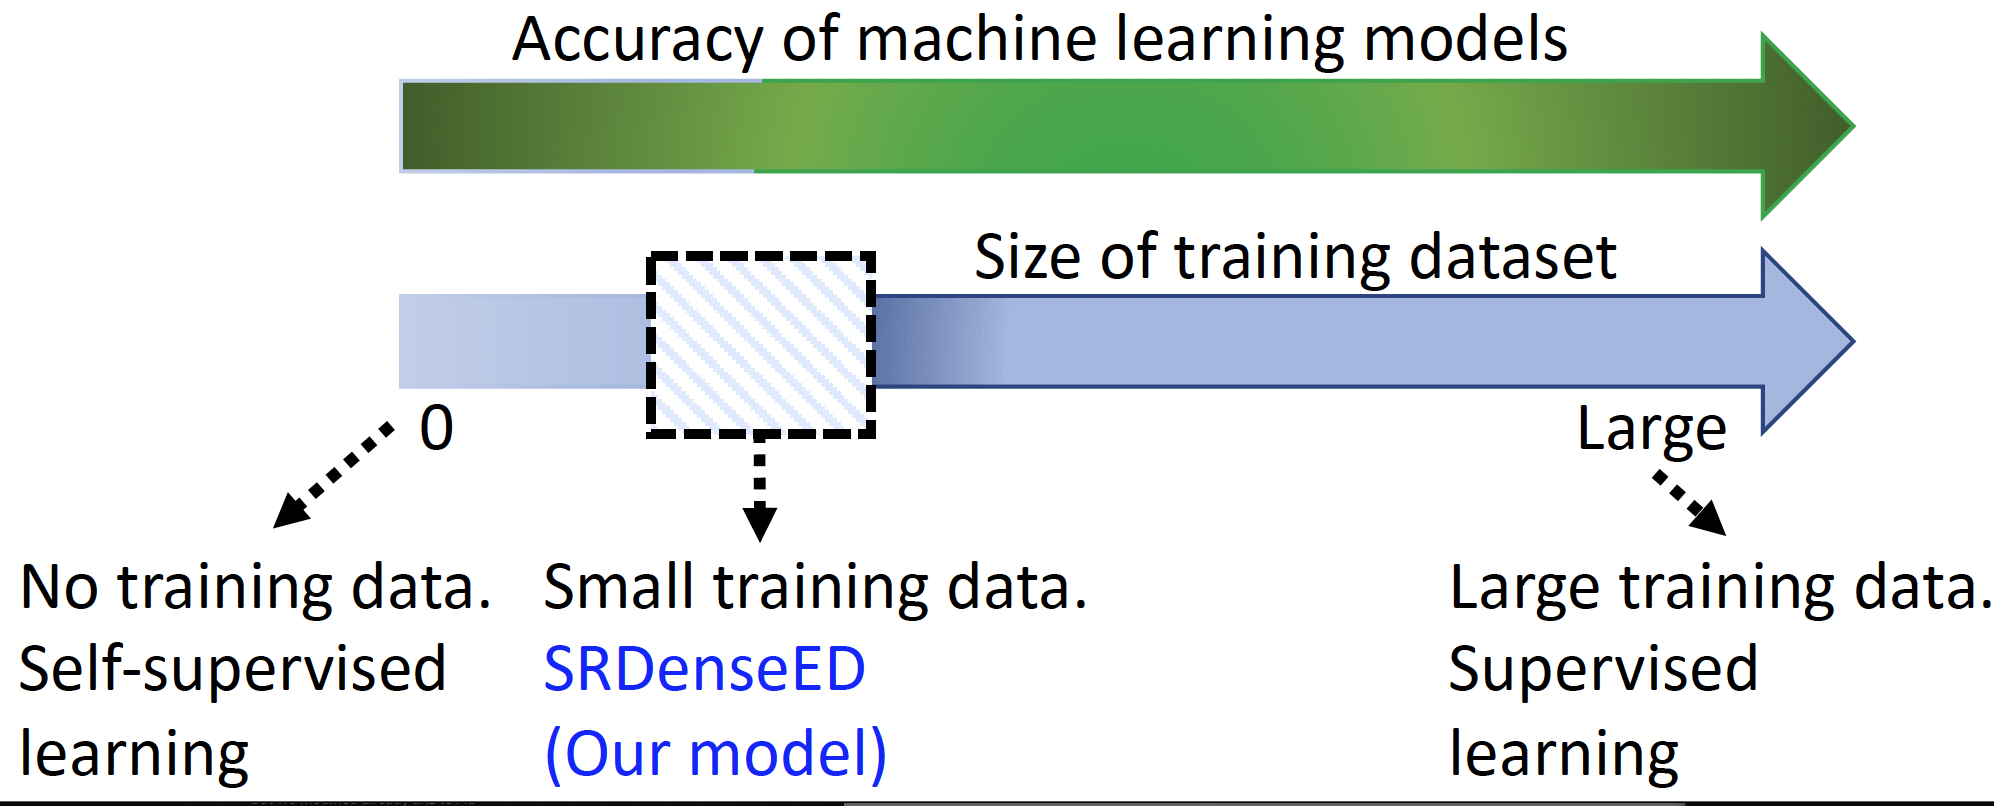 Accuracy of machine learning models
Size of training dataset
0
Large
No training data.
Self-supervised
learning
Small training data.
SRDenseED
(Our model)
Large training data.
Supervised
learning